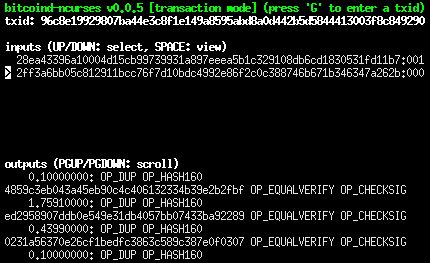 bitcoind-ncurses v0.0.5 [transaction mode] (press 'G' to enter a txid)
txid: 96c8e19929807ba44e3c8f1e149a8595abd8a0d442b5d5844413003f8c849290
inputs (UP/DOWN: select, SPACE: view)
28ea43396a10004d15cb99739931a897eeea5b1c329108db6cd1830531fd11b7:001
> 2ff3a6bb05c812911bcc76f7d10bdc4992e86f2c0c388746b671b346347a262b:000
outputs (PGUP/PGDOWN: scroll)
0.10000000: OP_DUP OP_HASH160
4859c3eb043a45eb90c4c406132334b39e2b2fbf OP_EQUALVERIFY OP_CHECKSIG
1.75910000: OP_DUP OP_HASH160
ed2958907ddb0e549e31db4057bb07433ba92289 OP_EQUALVERIFY OP_CHECKSIG
0.43990000: OP_DUP OP_HASH160
0231a56370e26cf1bedfc3863c589c387e0f0307 OP_EQUALVERIFY OP_CHECKSIG
0.10000000: OP_DUP OP_HASH160